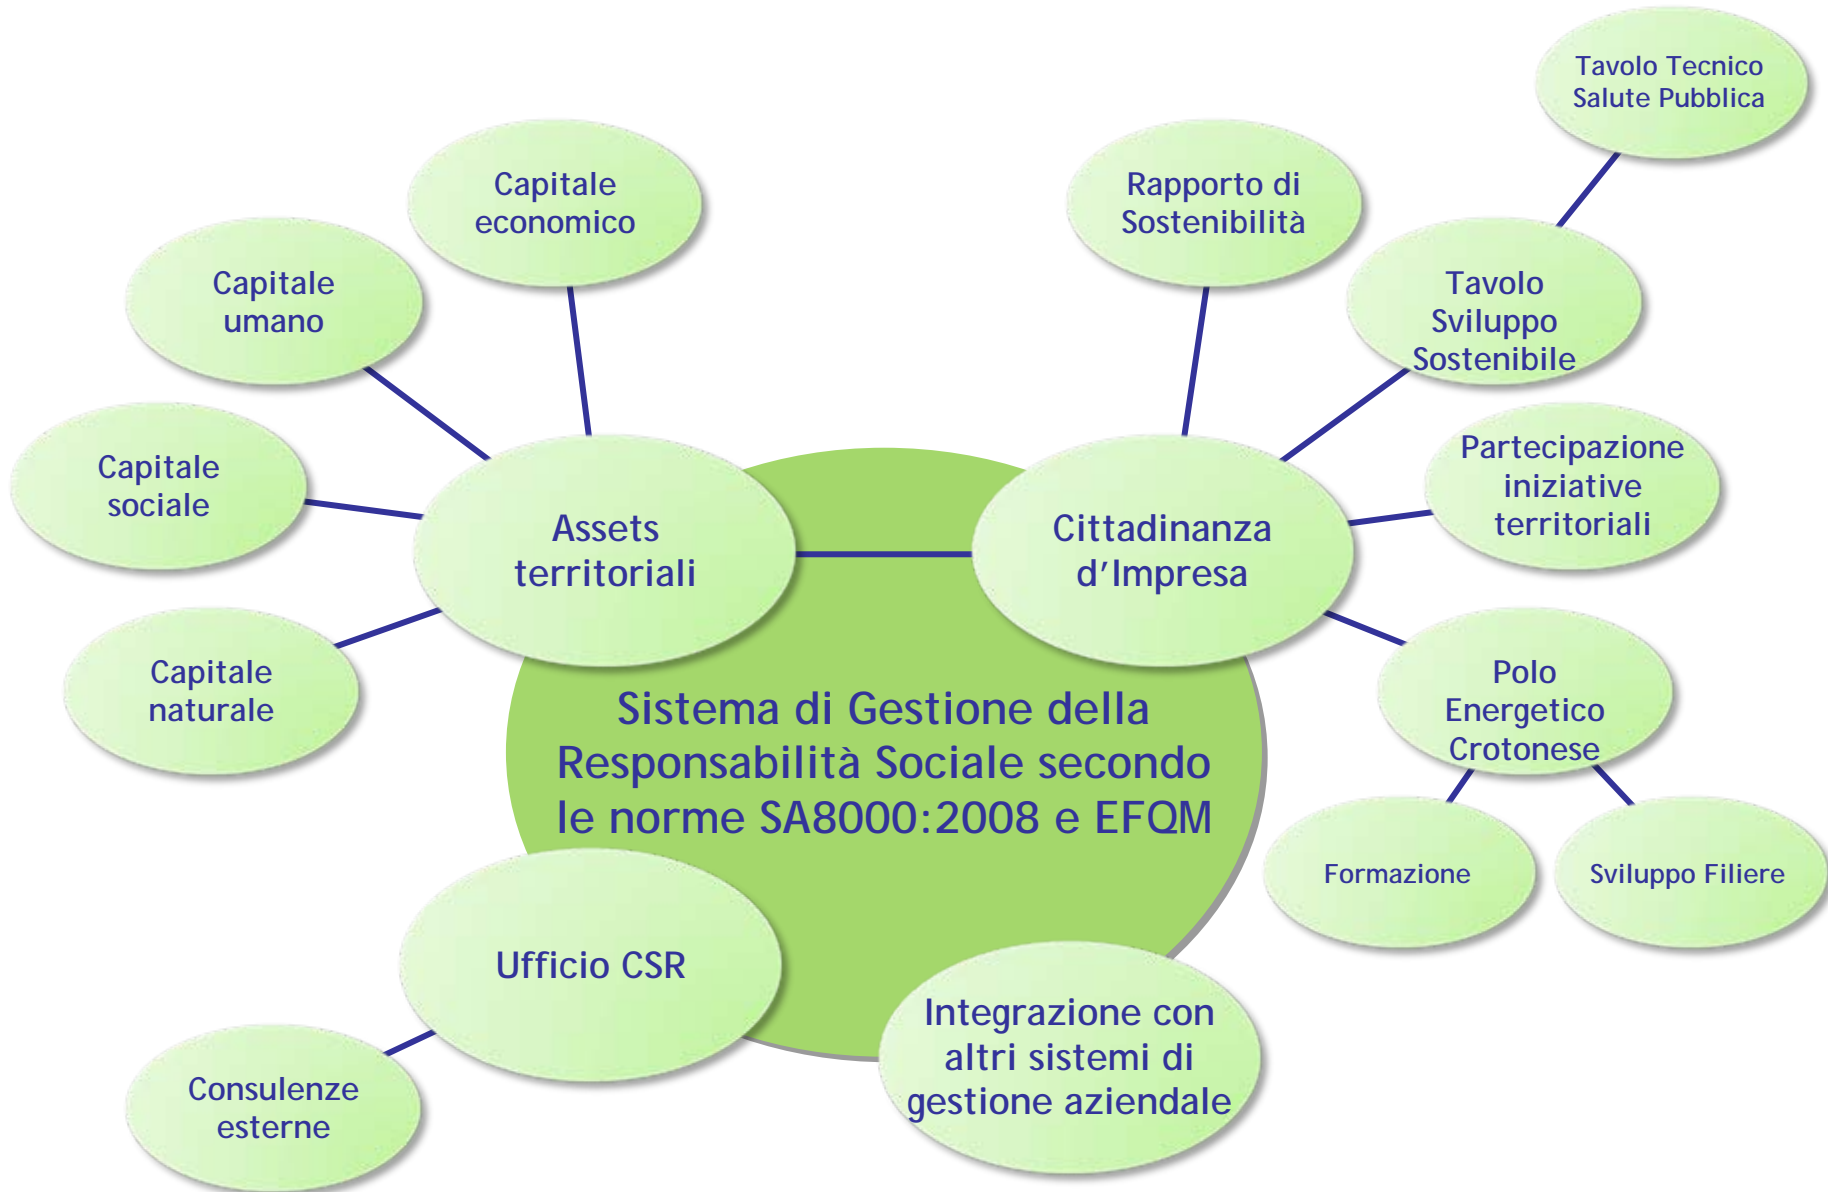 Tavolo Tecnico
Salute Pubblica
Capitale
economico
Rapporto di
Sostenibilità
Capitale
umano
Tavolo
Sviluppo
Sostenibile
Capitale
sociale
Partecipazione
iniziative
territoriali
Assets
territoriali
Cittadinanza
d'Impresa
Capitale
naturale
Polo
Energetico
Crotonese
Sistema di Gestione della
Responsabilità Sociale secondo
le norme SA8000:2008 e EFQM
Formazione
Sviluppo Filiere
Ufficio CSR
Integrazione con
altri sistemi di
gestione aziendale
Consulenze
esterne